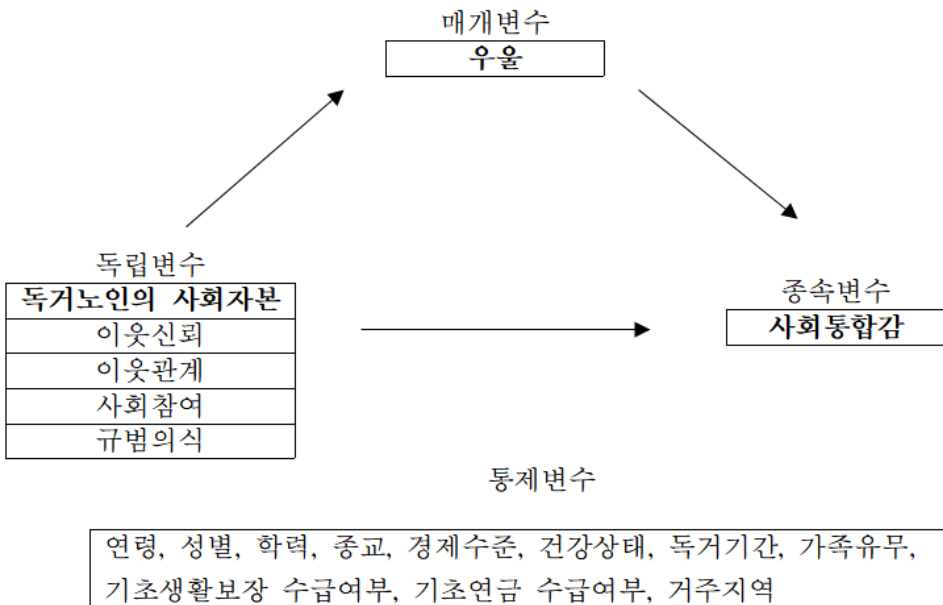 매개변수
우울
독립변수
독거노인의 사회자본
이웃신뢰
이웃관계
사회참여
규범의식
종속변수
사회통합감
통제변수
연령, 성별, 학력, 종교, 경제수준, 건강상태, 독거기간, 가족유무,
기초생활보장 수급여부, 기초연금 수급여부, 거주지역